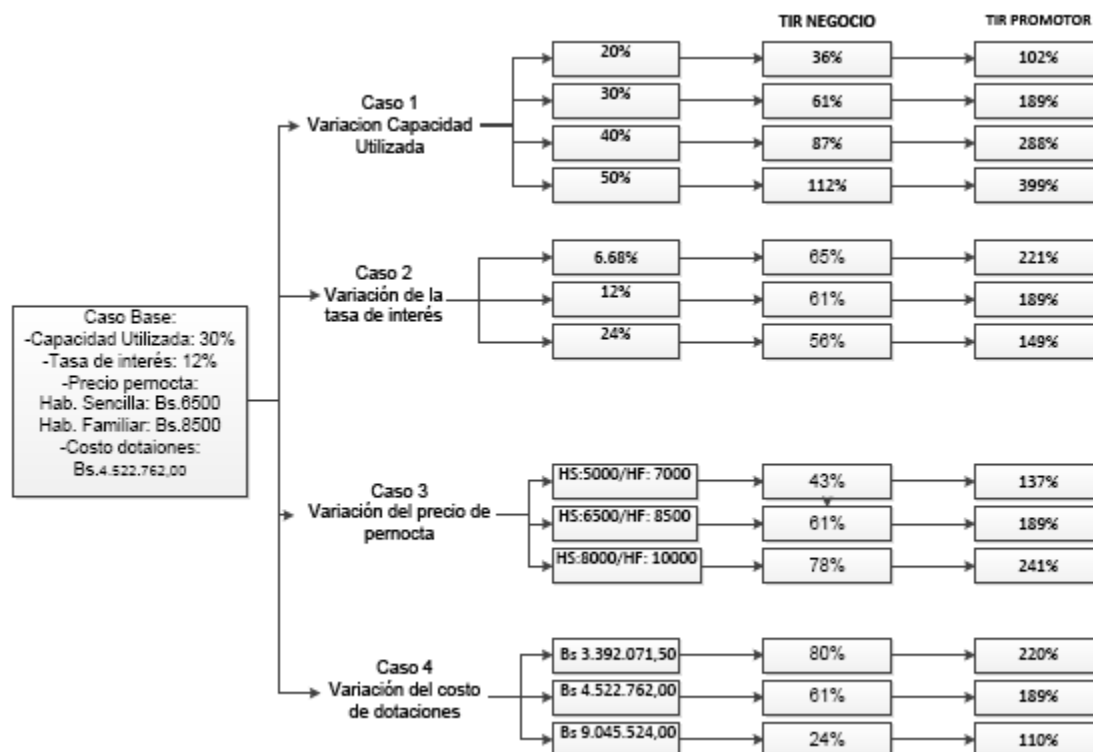 TIR NEGOCIO
TIR PROMOTOR
Caso Base:
-Capacidad Utilizada: 30%
-Tasa de interés: 12%
-Precio pernocta:
Hab. Sencilla: Bs.6500
Hab. Familiar: Bs.8500
-Costo dotaiones:
Bs.4.522.762,00
Caso 1
Variacion Capacidad
Utilizada
20%
36%
102%
30%
61%
189%
40%
87%
288%
50%
112%
399%
Caso 2
Variación de la
tasa de interés
6.68%
65%
221%
12%
61%
189%
24%
56%
149%
Caso 3
Variación del precio de
pernocta
HS:5000/HF: 7000
43%
137%
HS:6500/HF: 8500
61%
189%
HS:8000/HF: 10000
78%
241%
Caso 4
Variación del costo
de dotaciones
Bs 3.392.071,50
80%
220%
Bs 4.522.762,00
61%
189%
Bs 9.045.524,00
24%
110%